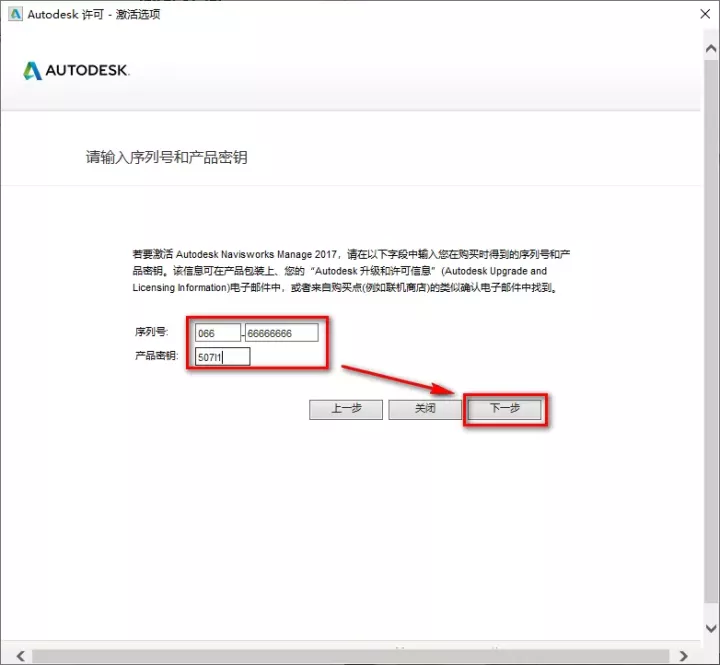 Autodesk 许可 - 激活选项
AUTODESK.
请输入序列号和产品密钥
若要激活 Autodesk Navisworks Manage 2017，请在以下字段中输入您在购买时得到的序列号和产
品密钥。该信息可在产品包装上、您的“Autodesk 升级和许可信息”(Autodesk Upgrade and
Licensing Information)电子邮件中，或者来自购买点(例如联机商店)的类似确认电子邮件中找到。
序列号: 066 - 66666666
产品密钥: 507I1
上一步 关闭 下一步